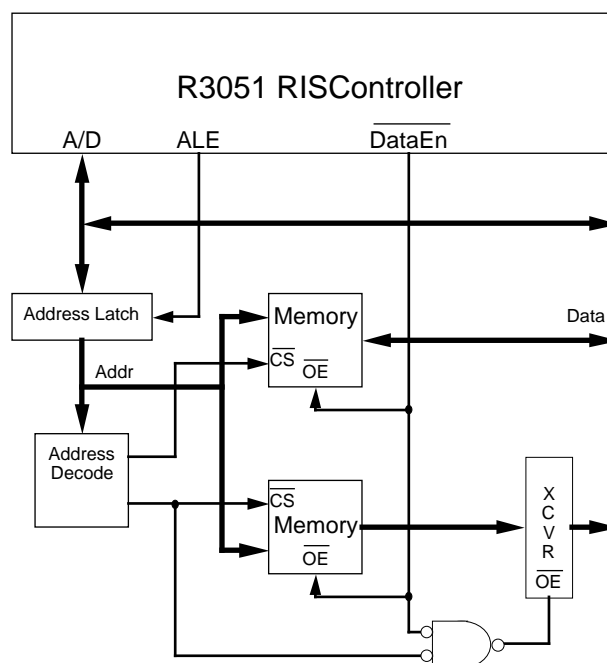 R3051 RISController
A/D ALE DataEn
Address Latch
Memory
Data
CS
OE
Addr
Address
Decode
CS
Memory
OE
X
C
V
R
OE